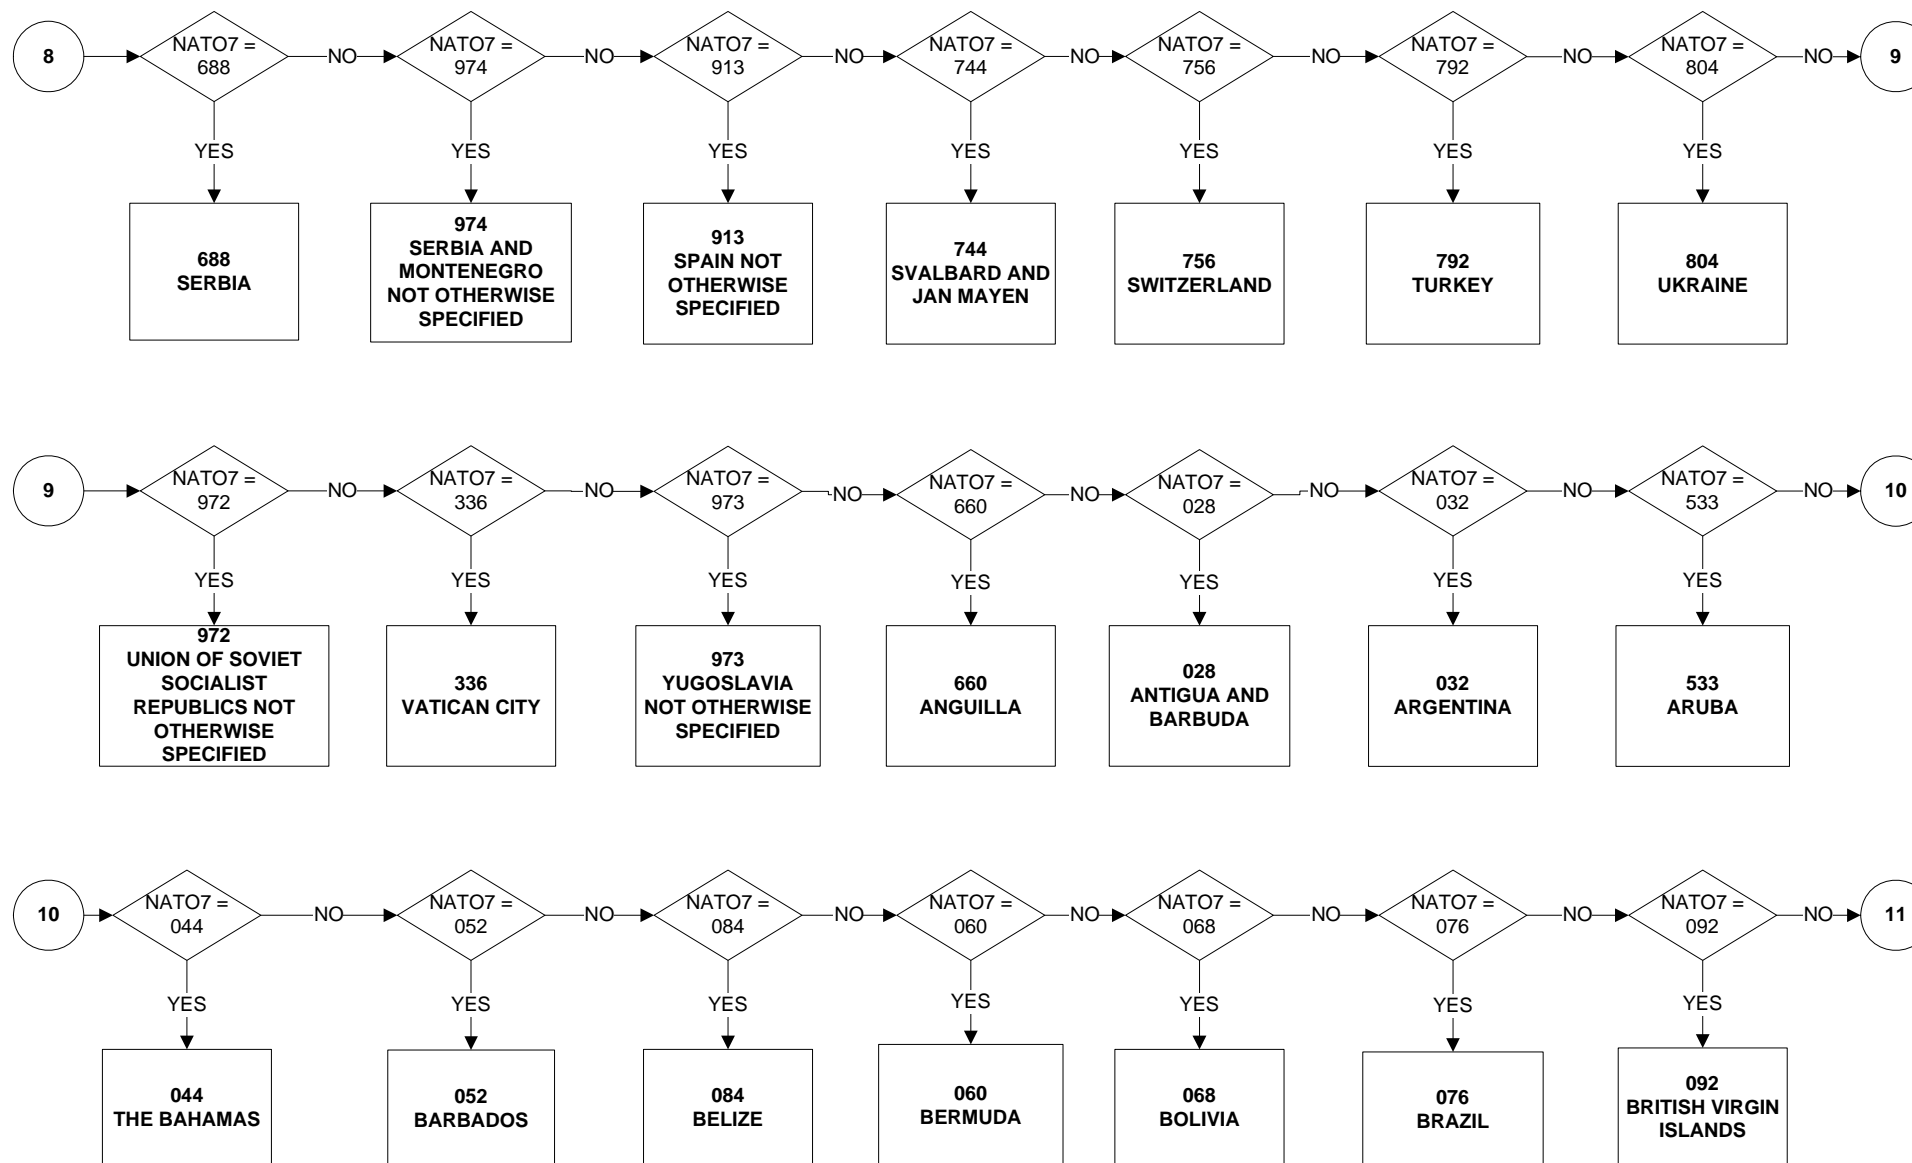 8
NATO7 =
688
NO
NATO7 =
974
NO
NATO7 =
913
NO
NATO7 =
744
NO
NATO7 =
756
NO
NATO7 =
792
NO
NATO7 =
804
NO
9
YES
YES
YES
YES
YES
YES
YES
688
SERBIA
974
SERBIA AND
MONTENEGRO
NOT OTHERWISE
SPECIFIED
913
SPAIN NOT
OTHERWISE
SPECIFIED
744
SVALBARD AND
JAN MAYEN
756
SWITZERLAND
792
TURKEY
804
UKRAINE
9
NATO7 =
972
NO
NATO7 =
336
NO
NATO7 =
973
NO
NATO7 =
660
NO
NATO7 =
028
NO
NATO7 =
032
NO
NATO7 =
533
NO
10
YES
YES
YES
YES
YES
YES
YES
972
UNION OF SOVIET
SOCIALIST
REPUBLICS NOT
OTHERWISE
SPECIFIED
336
VATICAN CITY
973
YUGOSLAVIA
NOT OTHERWISE
SPECIFIED
660
ANGUILLA
028
ANTIGUA AND
BARBUDA
032
ARGENTINA
533
ARUBA
10
NATO7 =
044
NO
NATO7 =
052
NO
NATO7 =
084
NO
NATO7 =
060
NO
NATO7 =
068
NO
NATO7 =
076
NO
NATO7 =
092
NO
11
YES
YES
YES
YES
YES
YES
YES
044
THE BAHAMAS
052
BARBADOS
084
BELIZE
060
BERMUDA
068
BOLIVIA
076
BRAZIL
092
BRITISH VIRGIN
ISLANDS